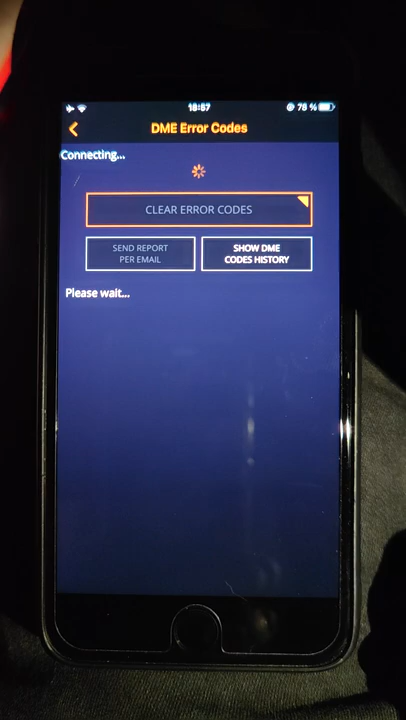 18:57
76 %
DME Error Codes
Connecting...
CLEAR ERROR CODES
SEND REPORT
PER EMAIL
SHOW DME
CODES HISTORY
Please wait...